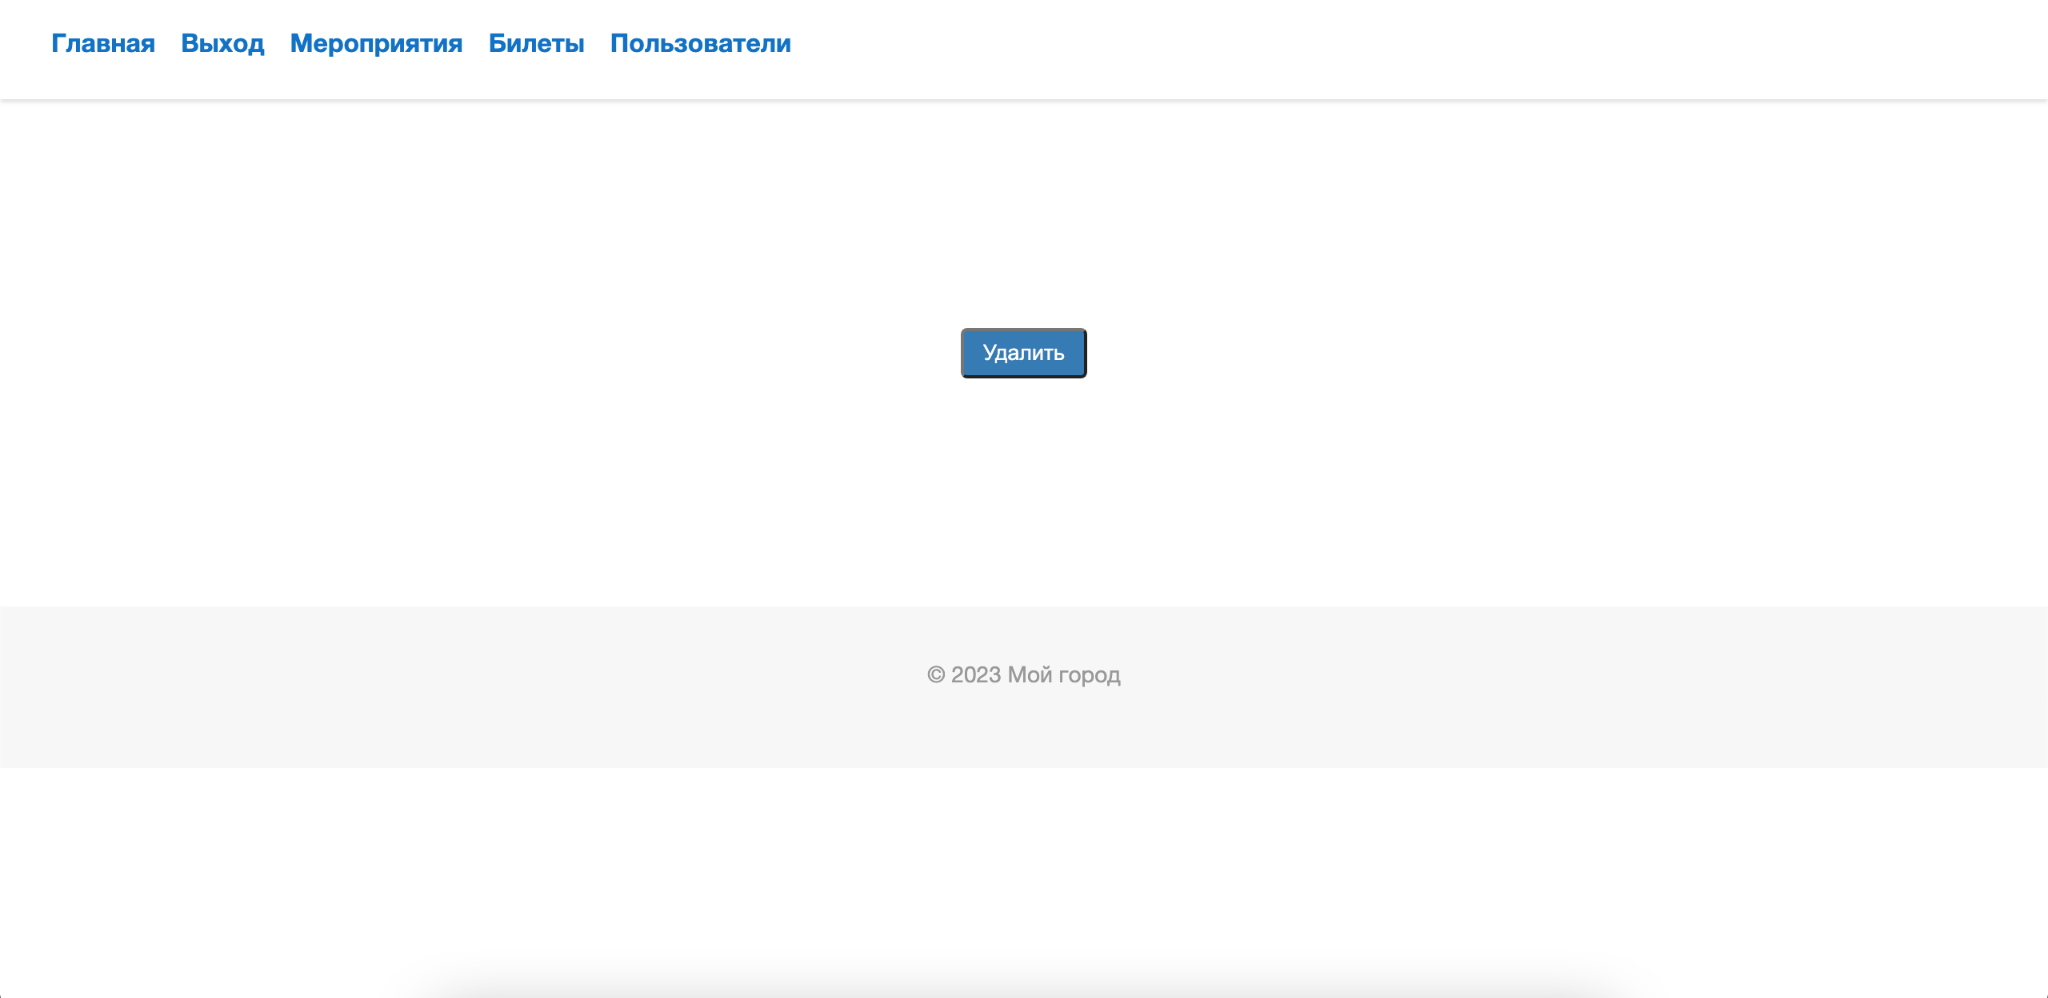 Главная Выход Мероприятия Билеты Пользователи
Удалить
© 2023 Мой город